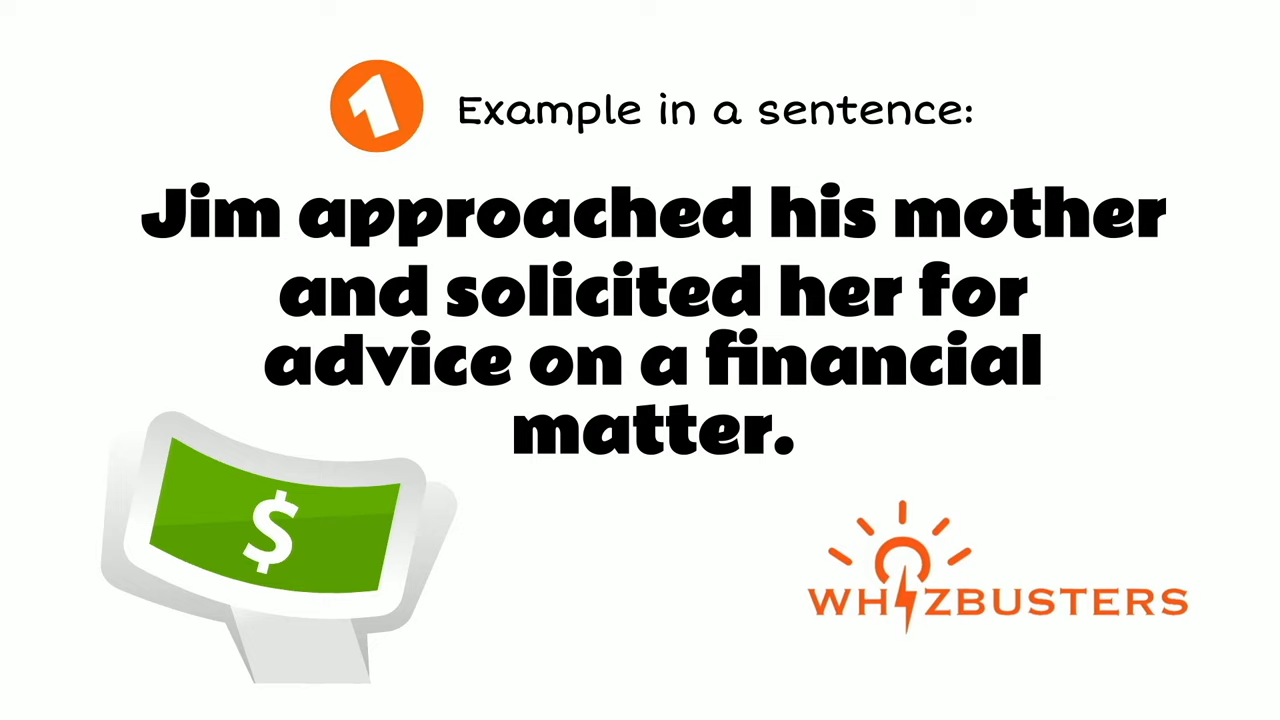 1 Example in a sentence:
Jim approached his mother
and solicited her for
advice on a financial
matter.
$
WHIZBUSTERS